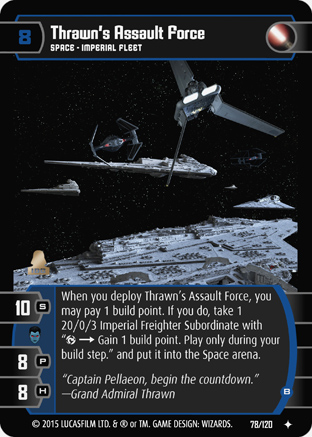 8
Thrawn's Assault Force
SPACE • IMPERIAL FLEET
10 S
8 P
8 H
When you deploy Thrawn's Assault Force, you
may pay 1 build point. If you do, take 1
20/0/3 Imperial Freighter Subordinate with
“ → Gain 1 build point. Play only during your
build step.” and put it into the Space arena.
“Captain Pellaeon, begin the countdown.”
—Grand Admiral Thrawn
B
© 2015 LUCASFILM LTD. & ® or TM. GAME DESIGN: WIZARDS.
78/120